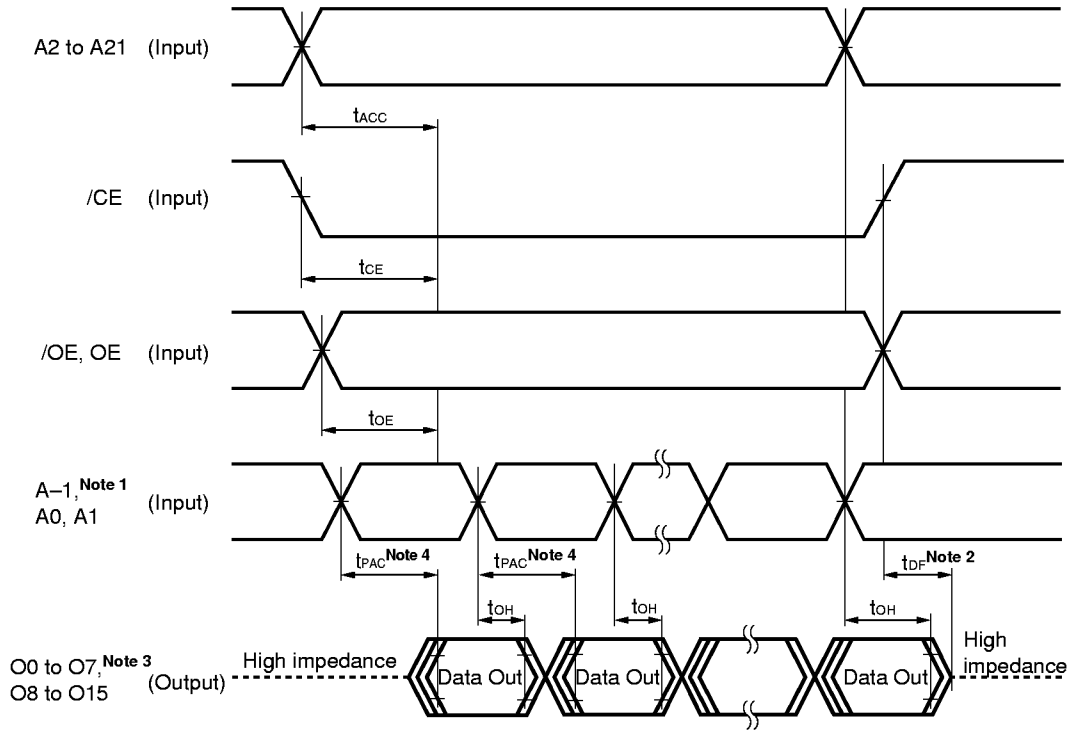 A2 to A21 (Input)
tACC
/CE (Input)
tCE
/OE, OE (Input)
tOE
A–1,Note 1
A0, A1
(Input)
tPACNote 4
tPACNote 4
tDFNote 2
tOH
tOH
tOH
O0 to O7,Note 3
O8 to O15
(Output)
High impedance
Data Out
Data Out
Data Out
High
impedance